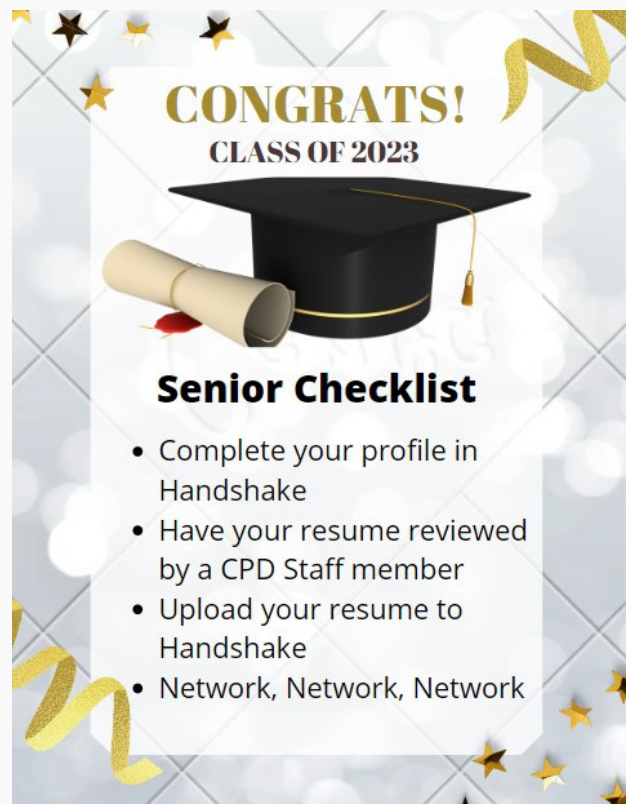 CONGRATS!
CLASS OF 2023
Senior Checklist
• Complete your profile in
Handshake
• Have your resume reviewed
by a CPD Staff member
• Upload your resume to
Handshake
• Network, Network, Network